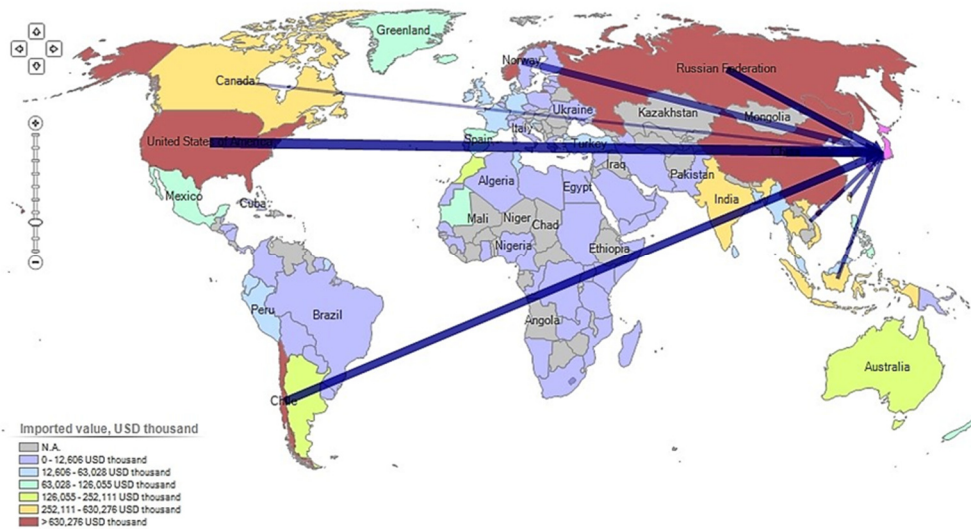 Greenland
Norway
Russian Federation
Canada
Ukraine
Kazakhstan
Mongolia
Italy
United States of America
Spain
Turkey
Iraq
Pakistan
Mexico
Algeria
Egypt
India
Cuba
Mali
Niger
Chad
Nigeria
Ethiopia
Peru
Brazil
Angola
Australia
Chile
Imported value, USD thousand
N.A.
0 - 12,606 USD thousand
12,606 - 63,028 USD thousand
63,028 - 126,055 USD thousand
126,055 - 252,111 USD thousand
252,111 - 630,276 USD thousand
> 630,276 USD thousand